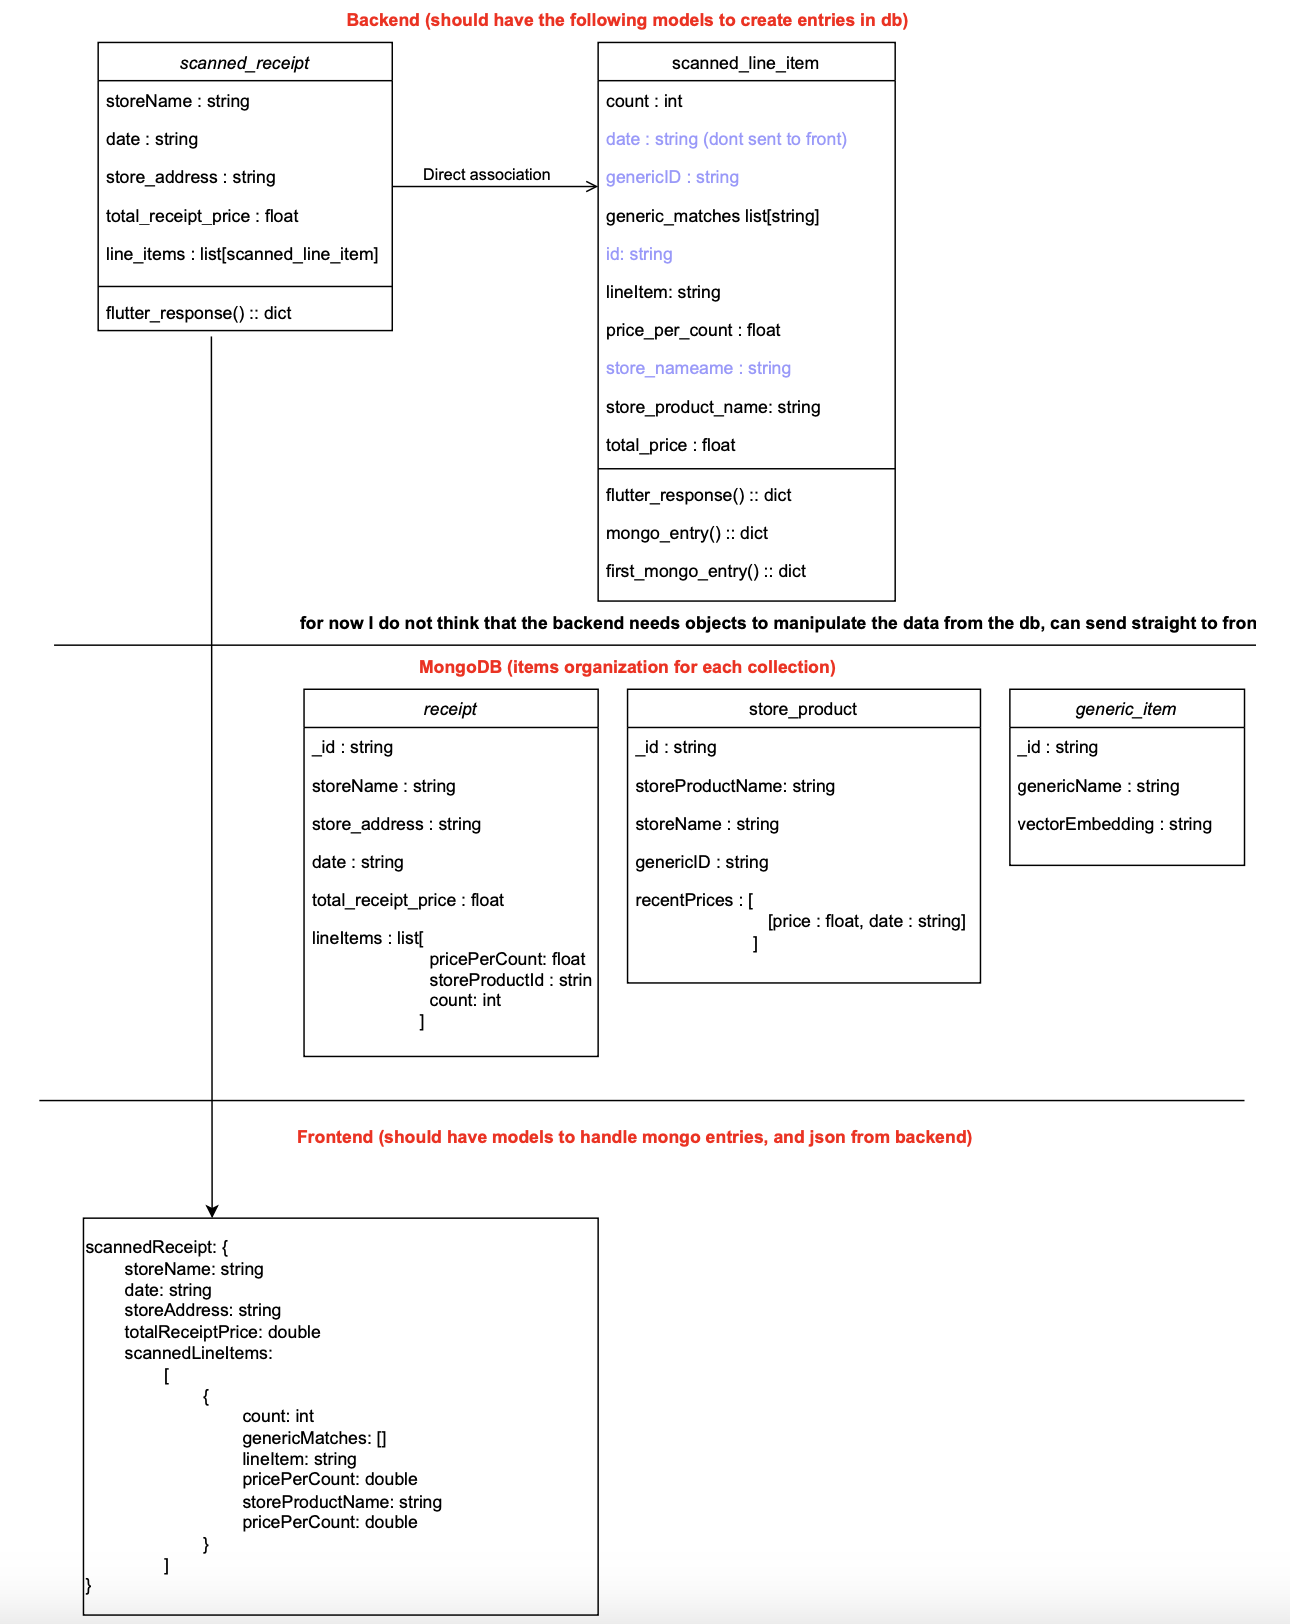 Backend (should have the following models to create entries in db)
scanned_receipt
storeName : string
date : string
store_address : string
total_receipt_price : float
line_items : list[scanned_line_item]
flutter_response() :: dict
Direct association
scanned_line_item
count : int
date : string (dont sent to front)
genericID : string
generic_matches list[string]
id: string
lineItem: string
price_per_count : float
store_nameame : string
store_product_name: string
total_price : float
flutter_response() :: dict
mongo_entry() :: dict
first_mongo_entry() :: dict
for now I do not think that the backend needs objects to manipulate the data from the db, can send straight to fron
MongoDB (items organization for each collection)
receipt
_id : string
storeName : string
store_address : string
date : string
total_receipt_price : float
lineItems : list[
pricePerCount: float
storeProductId : strin
count: int
]
store_product
_id : string
storeProductName: string
storeName : string
genericID : string
recentPrices : [
[price : float, date : string]
]
generic_item
_id : string
genericName : string
vectorEmbedding : string
Frontend (should have models to handle mongo entries, and json from backend)
scannedReceipt: {
storeName: string
date: string
storeAddress: string
totalReceiptPrice: double
scannedLineItems:
[
{
count: int
genericMatches: []
lineItem: string
pricePerCount: double
storeProductName: string
pricePerCount: double
}
]
}